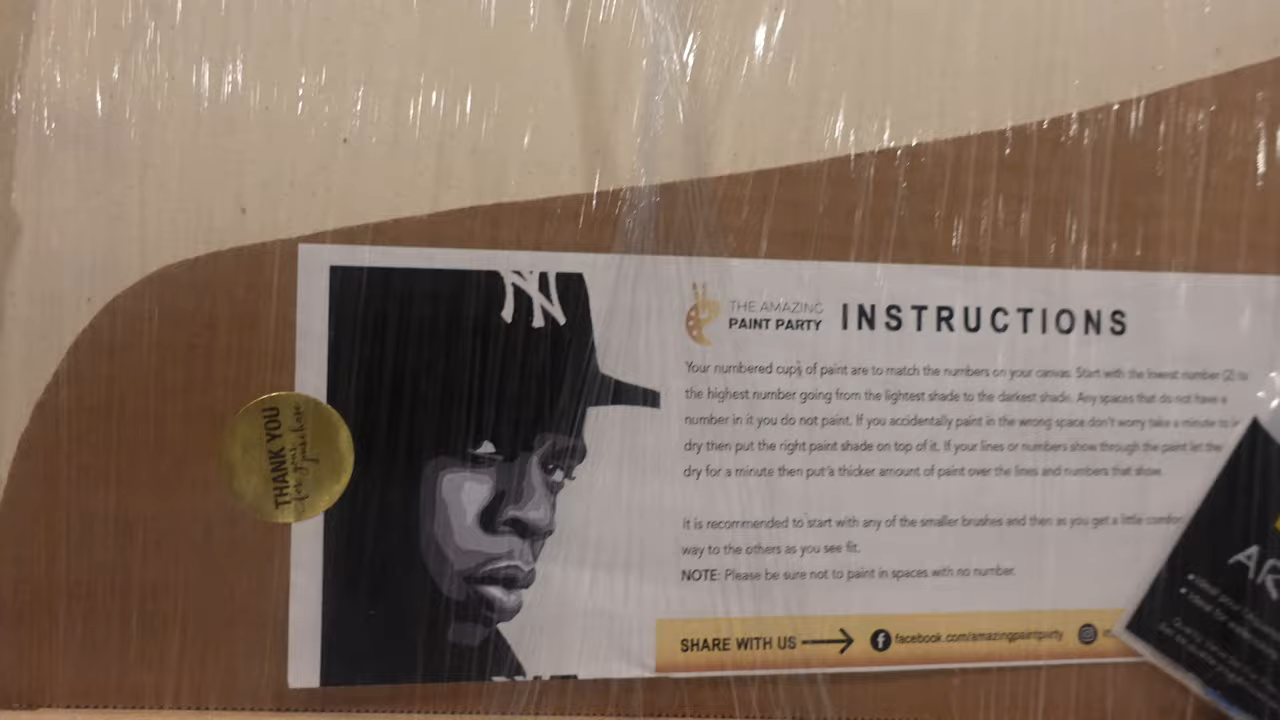 NY
THANK YOU
for your purchase
THE AMAZING
PAINT PARTY
INSTRUCTIONS
Your numbered cups of paint are to match the numbers on your canvas. Start with the lowest number (2) to
the highest number going from the lightest shade to the darkest shade. Any spaces that do not have a
number in it you do not paint. If you accidentally paint in the wrong space don't worry take a minute to
dry then put the right paint shade on top of it. If your lines or numbers show through the paint let the
dry for a minute then put a thicker amount of paint over the lines and numbers that show.
It is recommended to start with any of the smaller brushes and then as you get a little
way to the others as you see fit.
NOTE: Please be sure not to paint in spaces with no number.
SHARE WITH US
facebook.com/amazingpaintparty